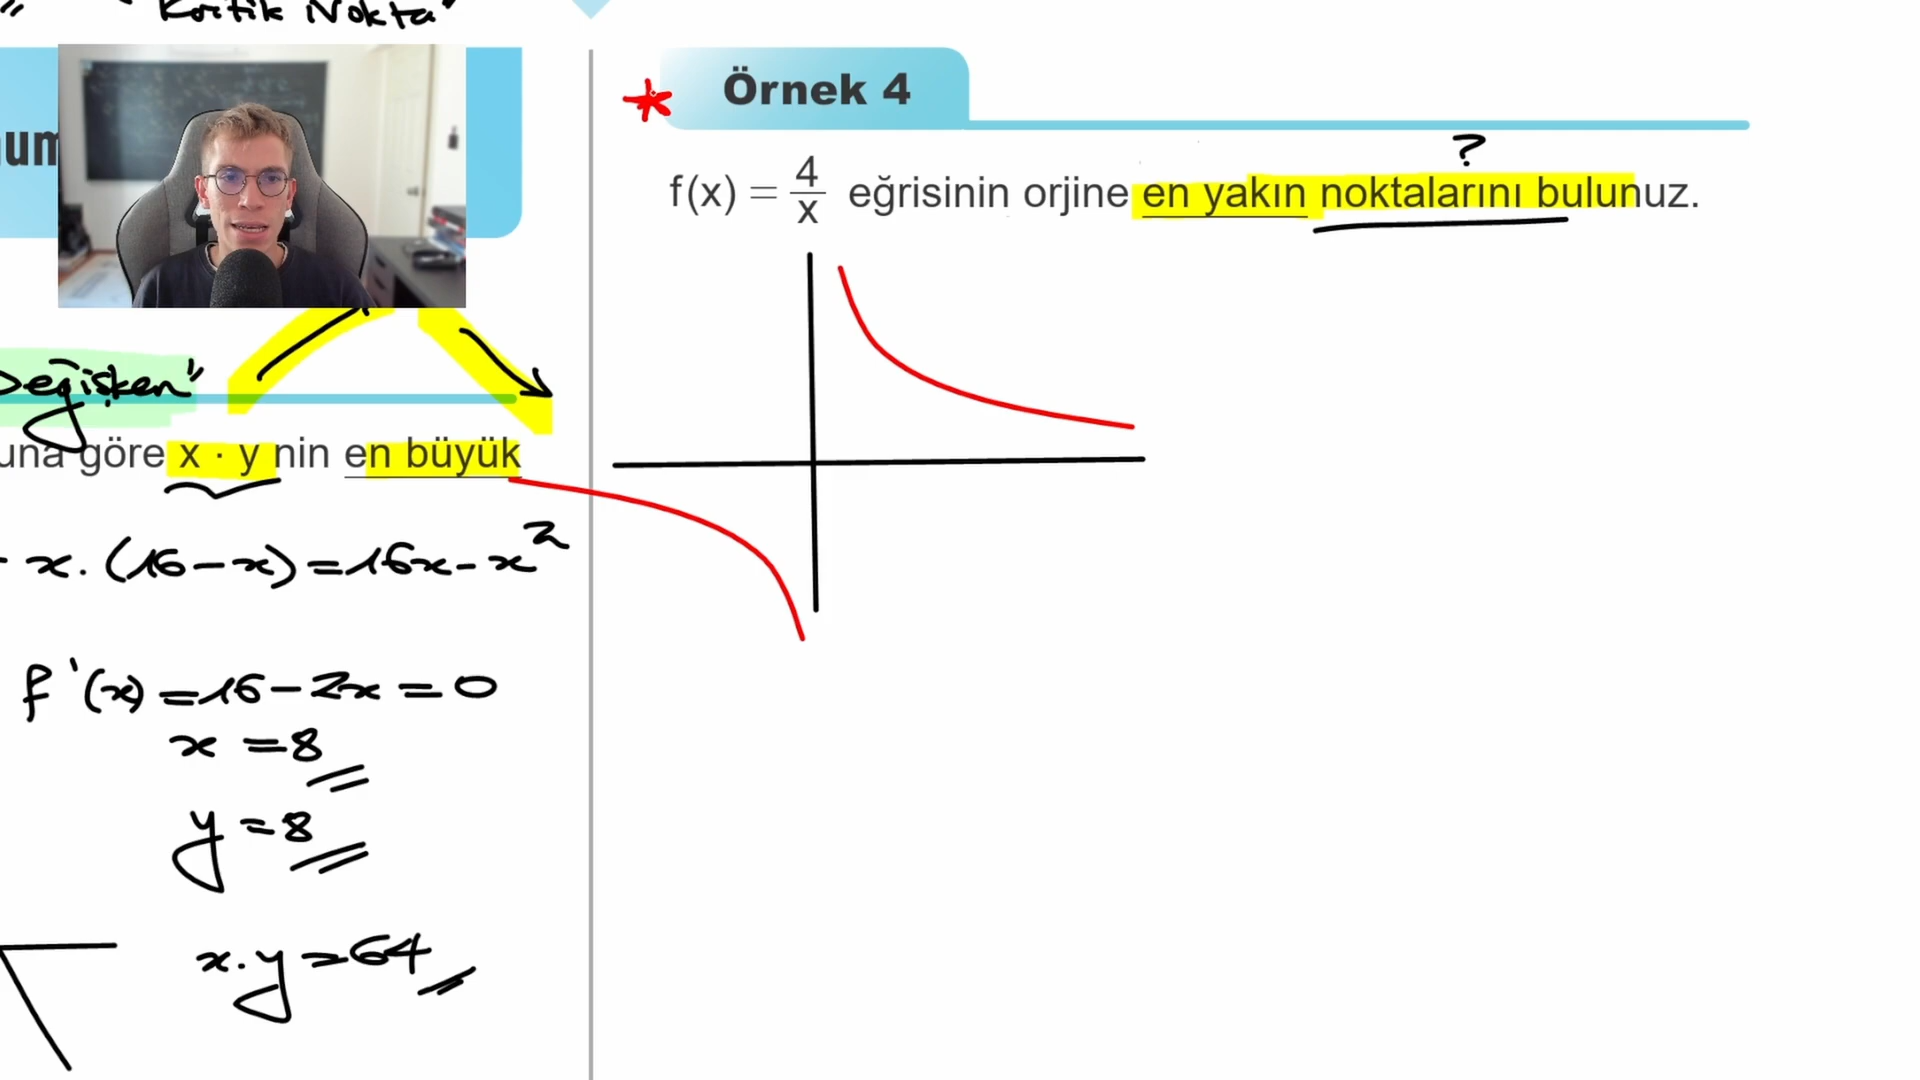 " "Kritik Nokta"
um
Değişken"
una göre x · y nin en büyük
x.(16-x)=16x-x²
f'(x)=16-2x=0
x=8
y=8
x.y=64
Örnek 4
?
f(x) = 4/x eğrisinin orjine en yakın noktalarını bulunuz.